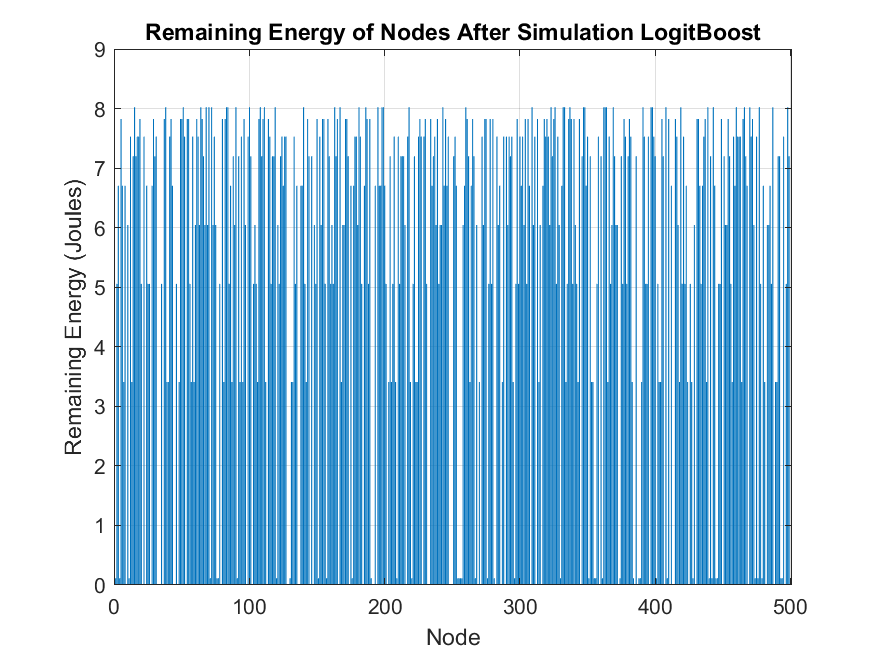 Remaining Energy of Nodes After Simulation LogitBoost
9
8
7
6
5
4
3
2
1
0
Remaining Energy (Joules)
0 100 200 300 400 500
Node